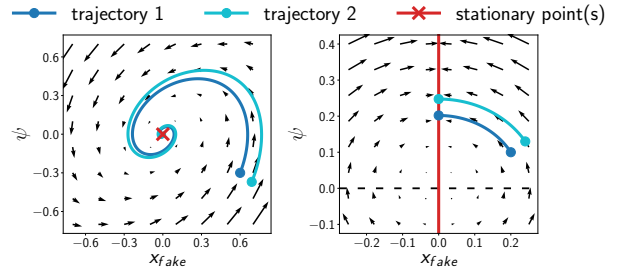 trajectory 1 trajectory 2 stationary point(s)
0.6
0.3
0.0
−0.3
−0.6
ψ
−0.6 −0.3 0.0 0.3 0.6
x_fake
0.4
0.3
0.2
0.1
0.0
−0.1
ψ
−0.2 −0.1 0.0 0.1 0.2
x_fake